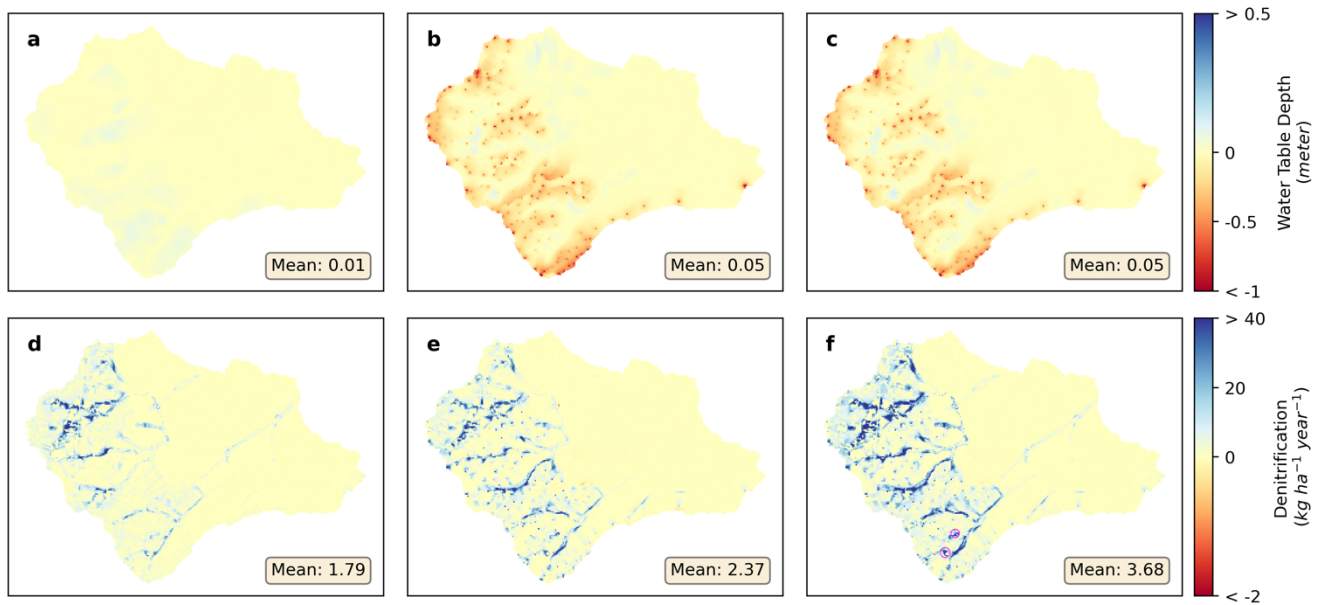 a
b
c
Mean: 0.01
Mean: 0.05
Mean: 0.05
> 0.5
0
-0.5
< -1
Water Table Depth
(meter)
d
e
f
Mean: 1.79
Mean: 2.37
Mean: 3.68
> 40
20
0
< -2
Denitrification
(kg ha⁻¹ year⁻¹)